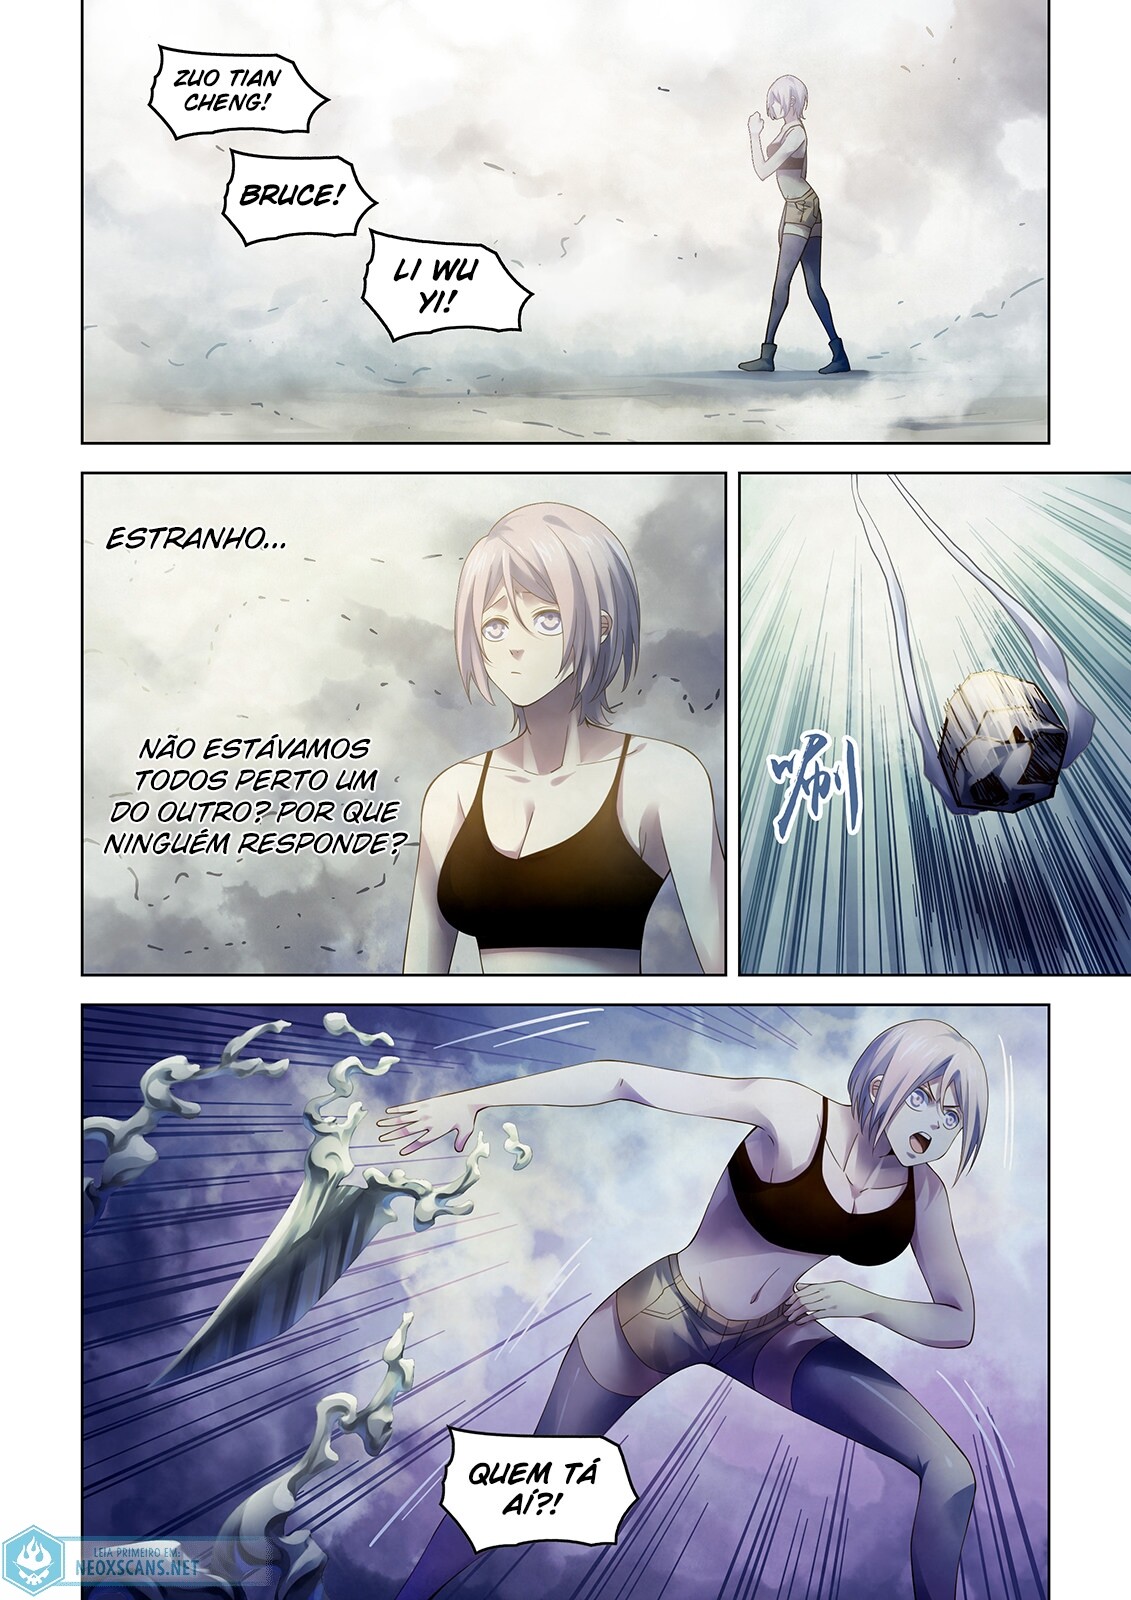 ZUO TIAN
CHENG!
BRUCE!
LI WU
YI!
ESTRANHO...
NÃO ESTÁVAMOS
TODOS PERTO UM
DO OUTRO? POR QUE
NINGUÉM RESPONDE?
唰
QUEM TÁ
AÍ?!
LEIA PRIMEIRO EM:
NEOXSCANS.NET